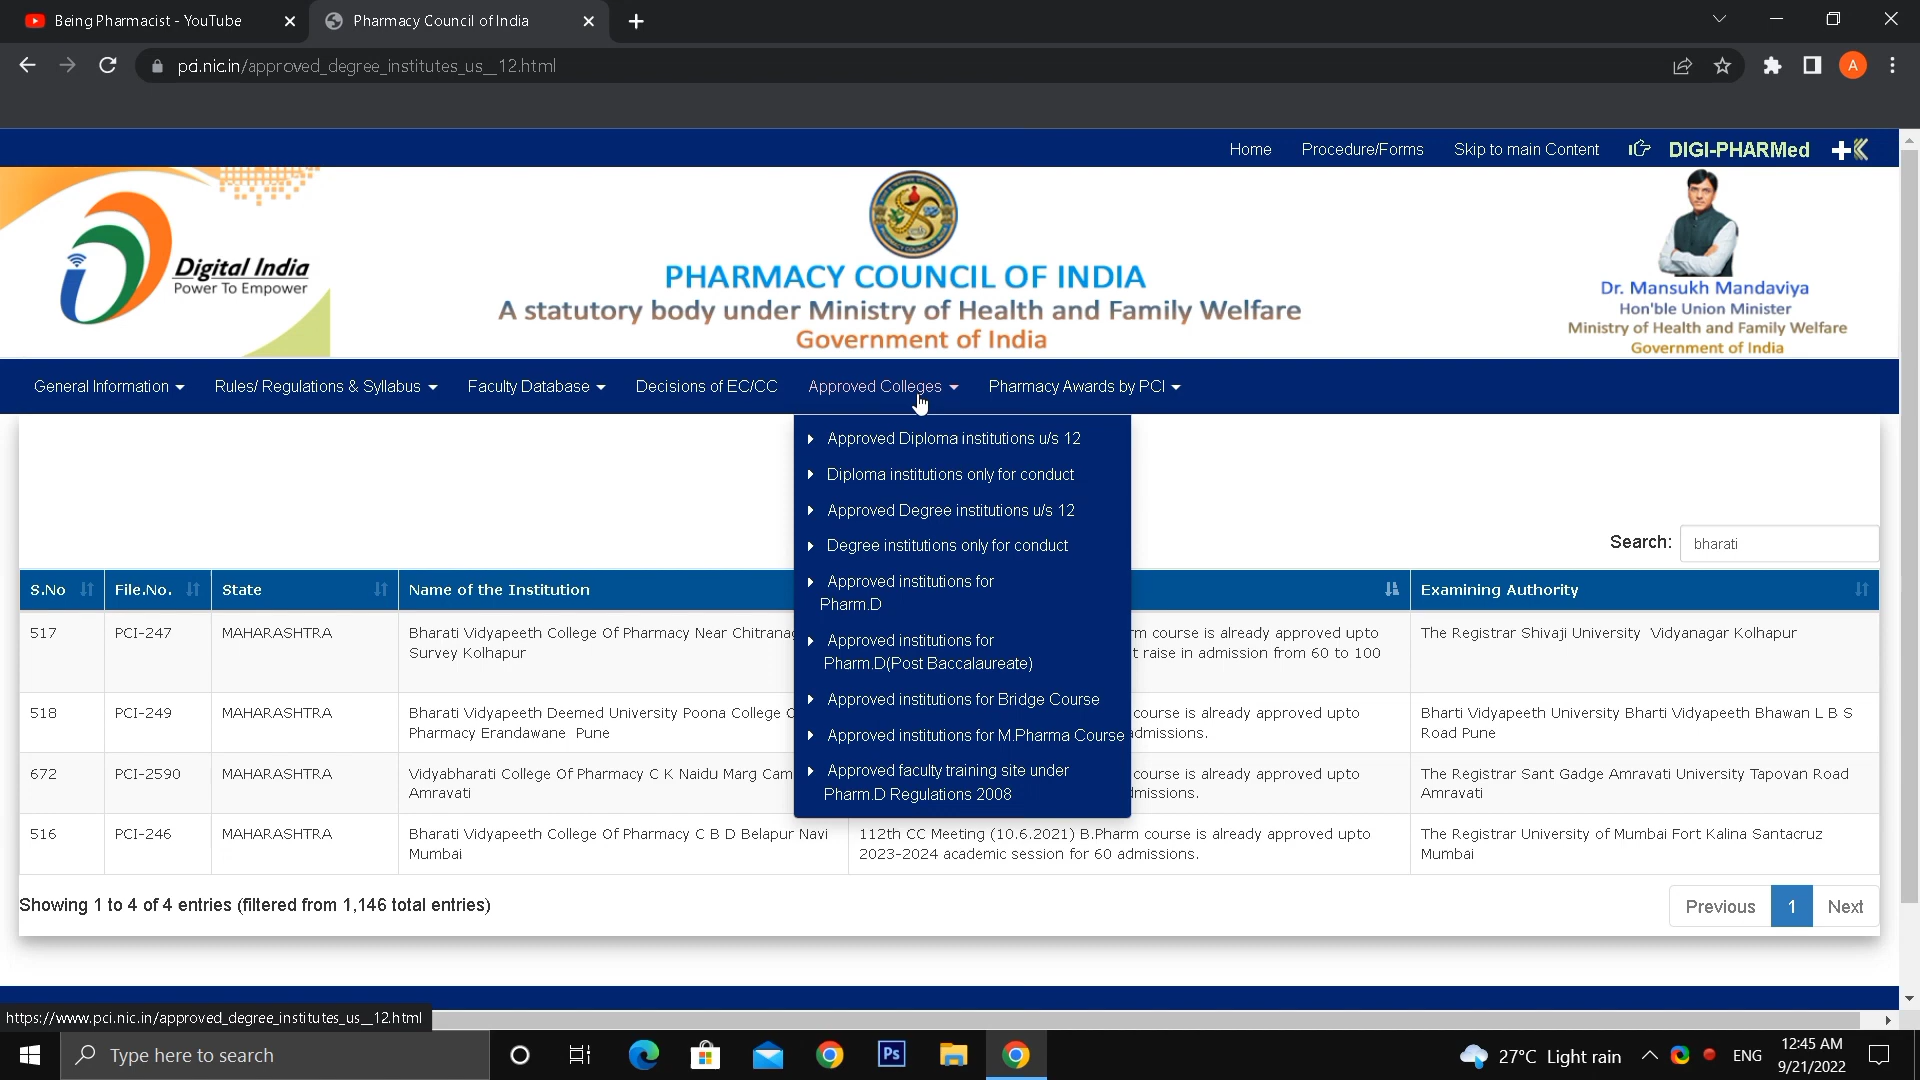 Being Pharmacist - YouTube
Pharmacy Council of India
pci.nic.in/approved_degree_institutes_us__12.html
A
Home
Procedure/Forms
Skip to main Content
DIGI-PHARMed
Digital India
Power To Empower
PHARMACY COUNCIL OF INDIA
A statutory body under Ministry of Health and Family Welfare
Government of India
Dr. Mansukh Mandaviya
Hon'ble Union Minister
Ministry of Health and Family Welfare
Government of India
General Information
Rules/ Regulations & Syllabus
Faculty Database
Decisions of EC/CC
Approved Colleges
Pharmacy Awards by PCI
Approved Diploma institutions u/s 12
Diploma institutions only for conduct
Approved Degree institutions u/s 12
Degree institutions only for conduct
Approved institutions for
Pharm.D
Approved institutions for
Pharm.D(Post Baccalaureate)
Approved institutions for Bridge Course
Approved institutions for M.Pharma Course
Approved faculty training site under
Pharm.D Regulations 2008
Search: bharati
S.No
File.No.
State
Name of the Institution
Examining Authority
517
PCI-247
MAHARASHTRA
Bharati Vidyapeeth College Of Pharmacy Near
Survey Kolhapur
course is already approved upto
raise in admission from 60 to 100
The Registrar Shivaji University Vidyanagar Kolhapur
518
PCI-249
MAHARASHTRA
Bharati Vidyapeeth Deemed University Poona College
Pharmacy Erandawane Pune
course is already approved upto
Bharti Vidyapeeth University Bharti Vidyapeeth Bhawan L B S
Road Pune
672
PCI-2590
MAHARASHTRA
Vidyabharati College Of Pharmacy C K Naidu Marg
Amravati
course is already approved upto
The Registrar Sant Gadge Amravati University Tapovan Road
Amravati
516
PCI-246
MAHARASHTRA
Bharati Vidyapeeth College Of Pharmacy C B D Belapur Navi
Mumbai
112th CC Meeting (10.6.2021) B.Pharm course is already approved upto
2023-2024 academic session for 60 admissions.
The Registrar University of Mumbai Fort Kalina Santacruz
Mumbai
Showing 1 to 4 of 4 entries (filtered from 1,146 total entries)
Previous
1
Next
https://www.pci.nic.in/approved_degree_institutes_us__12.html
Type here to search
Ps
27°C Light rain
ENG
12:45 AM
9/21/2022